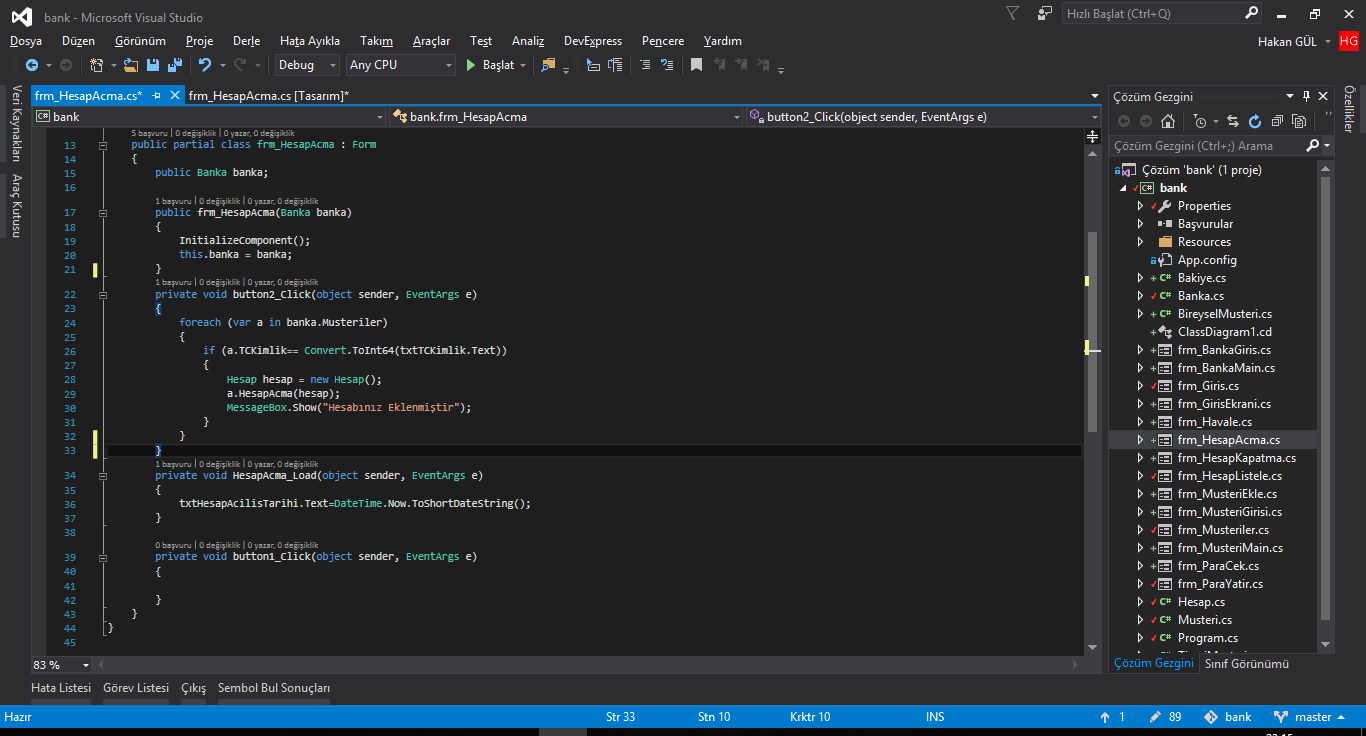 bank - Microsoft Visual Studio
Hızlı Başlat (Ctrl+Q)
Dosya Düzen Görünüm Proje Derle Hata Ayıkla Takım Araçlar Test Analiz DevExpress Pencere Yardım
Hakan GÜL HG
Debug Any CPU Başlat
Veri Kaynakları
Araç Kutusu
frm_HesapAcma.cs* frm_HesapAcma.cs [Tasarım]*
bank bank.frm_HesapAcma button2_Click(object sender, EventArgs e)
5 başvuru | 0 değişiklik | 0 yazar, 0 değişiklik
13 public partial class frm_HesapAcma : Form
14 {
15 public Banka banka;
16
1 başvuru | 0 değişiklik | 0 yazar, 0 değişiklik
17 public frm_HesapAcma(Banka banka)
18 {
19 InitializeComponent();
20 this.banka = banka;
21 }
1 başvuru | 0 değişiklik | 0 yazar, 0 değişiklik
22 private void button2_Click(object sender, EventArgs e)
23 {
24 foreach (var a in banka.Musteriler)
25 {
26 if (a.TCKimlik== Convert.ToInt64(txtTCKimlik.Text))
27 {
28 Hesap hesap = new Hesap();
29 a.HesapAcma(hesap);
30 MessageBox.Show("Hesabınız Eklenmiştir");
31 }
32 }
33 }
1 başvuru | 0 değişiklik | 0 yazar, 0 değişiklik
34 private void HesapAcma_Load(object sender, EventArgs e)
35 {
36 txtHesapAcilisTarihi.Text=DateTime.Now.ToShortDateString();
37 }
38
0 başvuru | 0 değişiklik | 0 yazar, 0 değişiklik
39 private void button1_Click(object sender, EventArgs e)
40 {
41
42 }
43 }
44 }
45
83 %
Çözüm Gezgini
Çözüm Gezgini (Ctrl+;) Arama
Çözüm 'bank' (1 proje)
C# bank
Properties
Başvurular
Resources
App.config
C# Bakiye.cs
C# Banka.cs
C# BireyselMusteri.cs
ClassDiagram1.cd
frm_BankaGiris.cs
frm_BankaMain.cs
frm_Giris.cs
frm_GirisEkrani.cs
frm_Havale.cs
frm_HesapAcma.cs
frm_HesapKapatma.cs
frm_HesapListele.cs
frm_MusteriEkle.cs
frm_MusteriGirisi.cs
frm_Musteriler.cs
frm_MusteriMain.cs
frm_ParaCek.cs
frm_ParaYatir.cs
C# Hesap.cs
C# Musteri.cs
C# Program.cs
Çözüm Gezgini Sınıf Görünümü
Özellikler
Hata Listesi Görev Listesi Çıkış Sembol Bul Sonuçları
Hazır Str 33 Stn 10 Krktr 10 INS 1 89 bank master